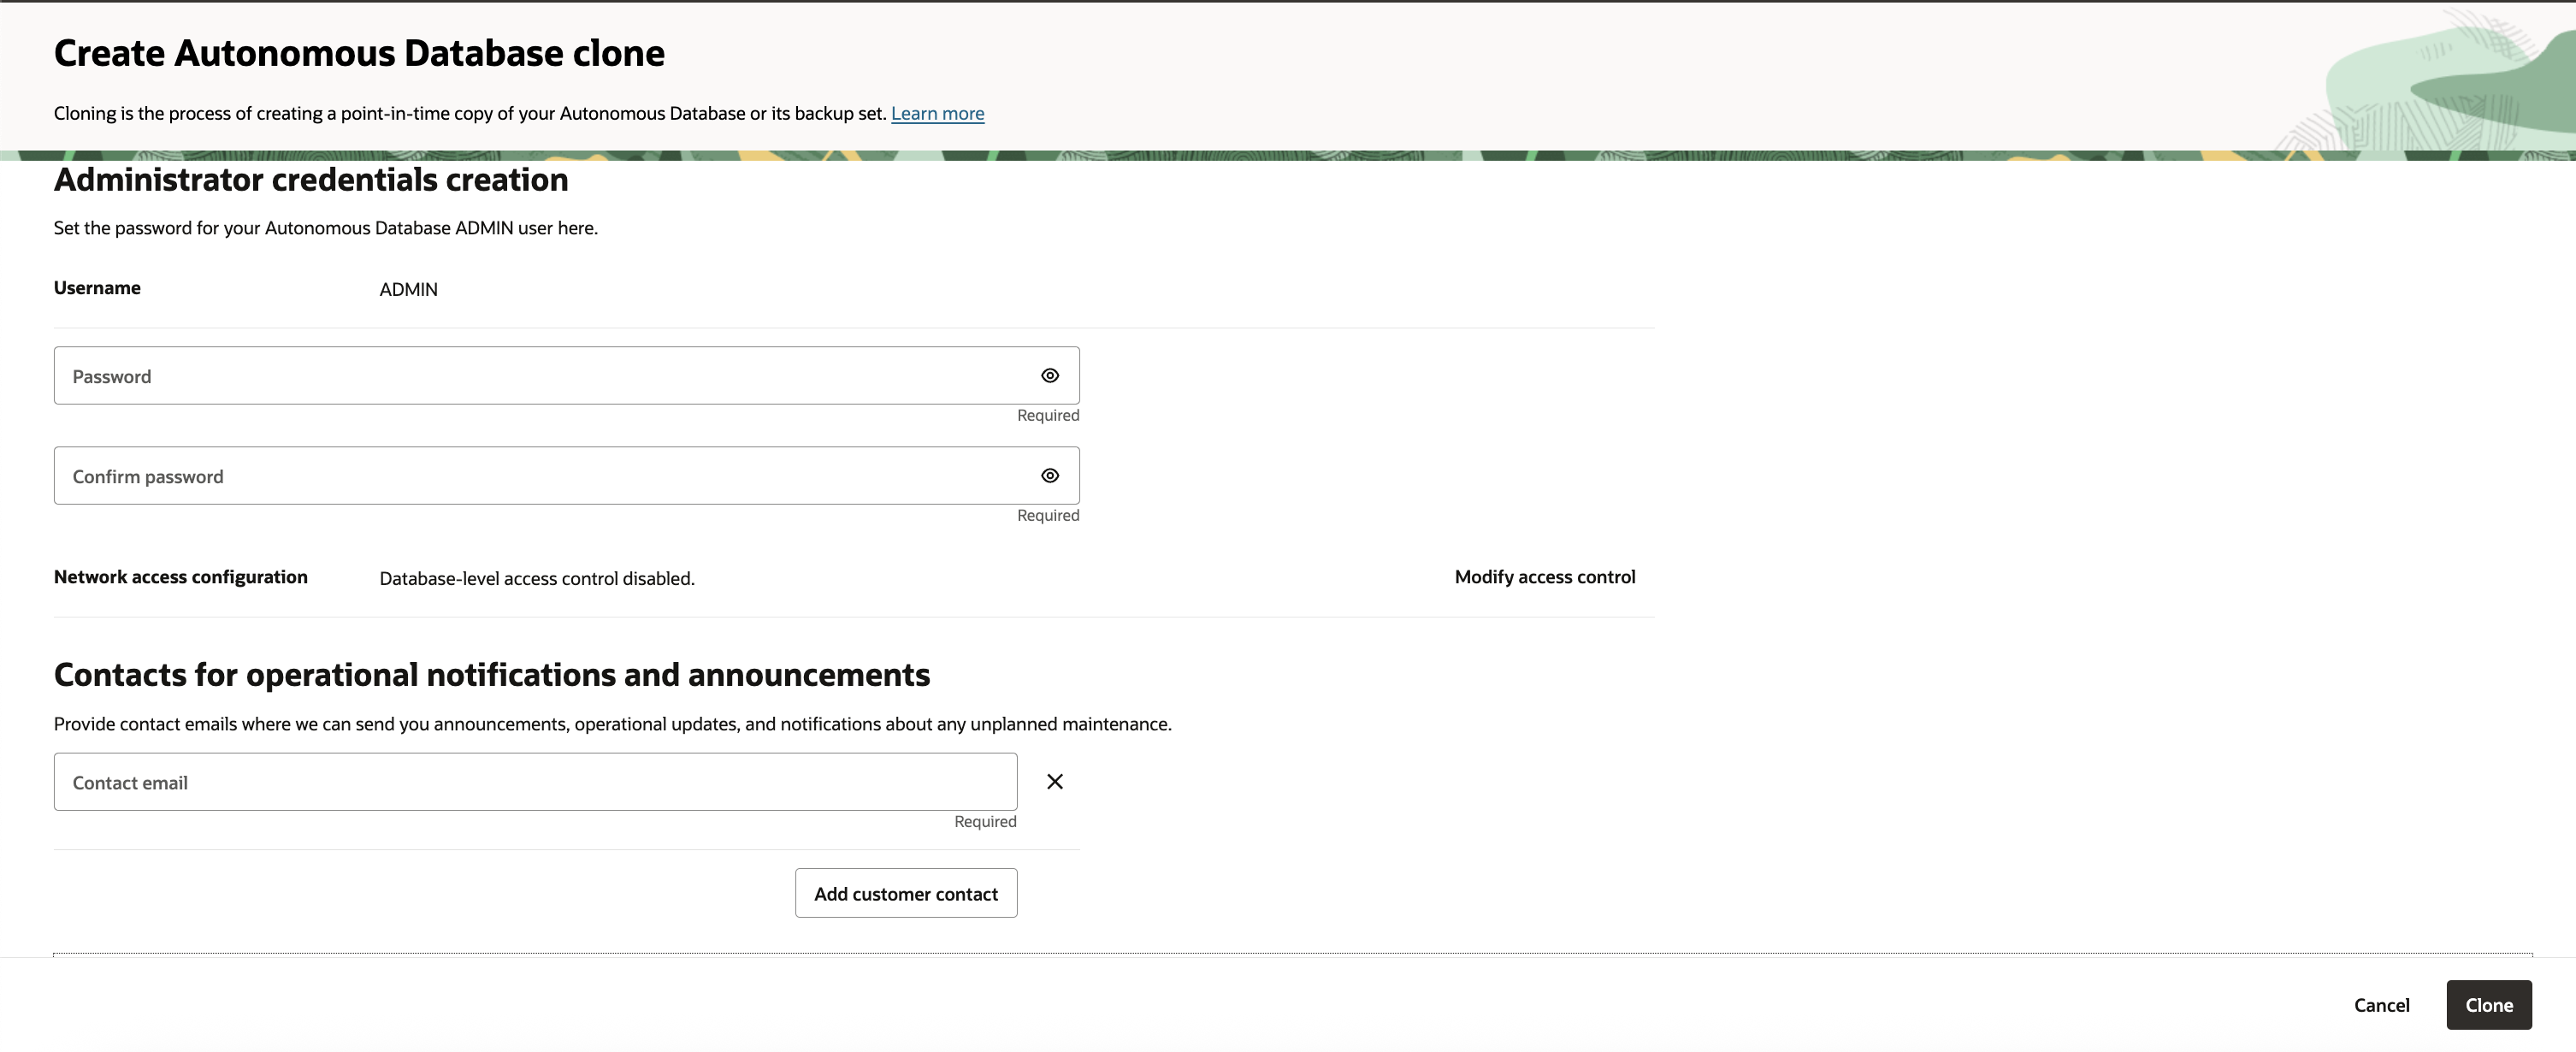 Create Autonomous Database clone
Cloning is the process of creating a point-in-time copy of your Autonomous Database or its backup set. Learn more
Administrator credentials creation
Set the password for your Autonomous Database ADMIN user here.
Username ADMIN
Password
Required
Confirm password
Required
Network access configuration Database-level access control disabled. Modify access control
Contacts for operational notifications and announcements
Provide contact emails where we can send you announcements, operational updates, and notifications about any unplanned maintenance.
Contact email
Required
Add customer contact
Cancel Clone